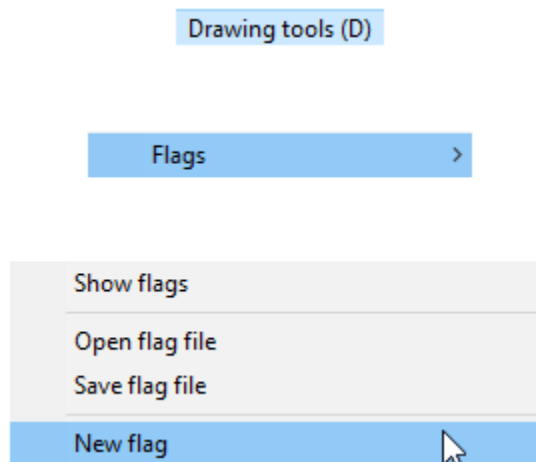 Drawing tools (D)
Flags
Show flags
Open flag file
Save flag file
New flag